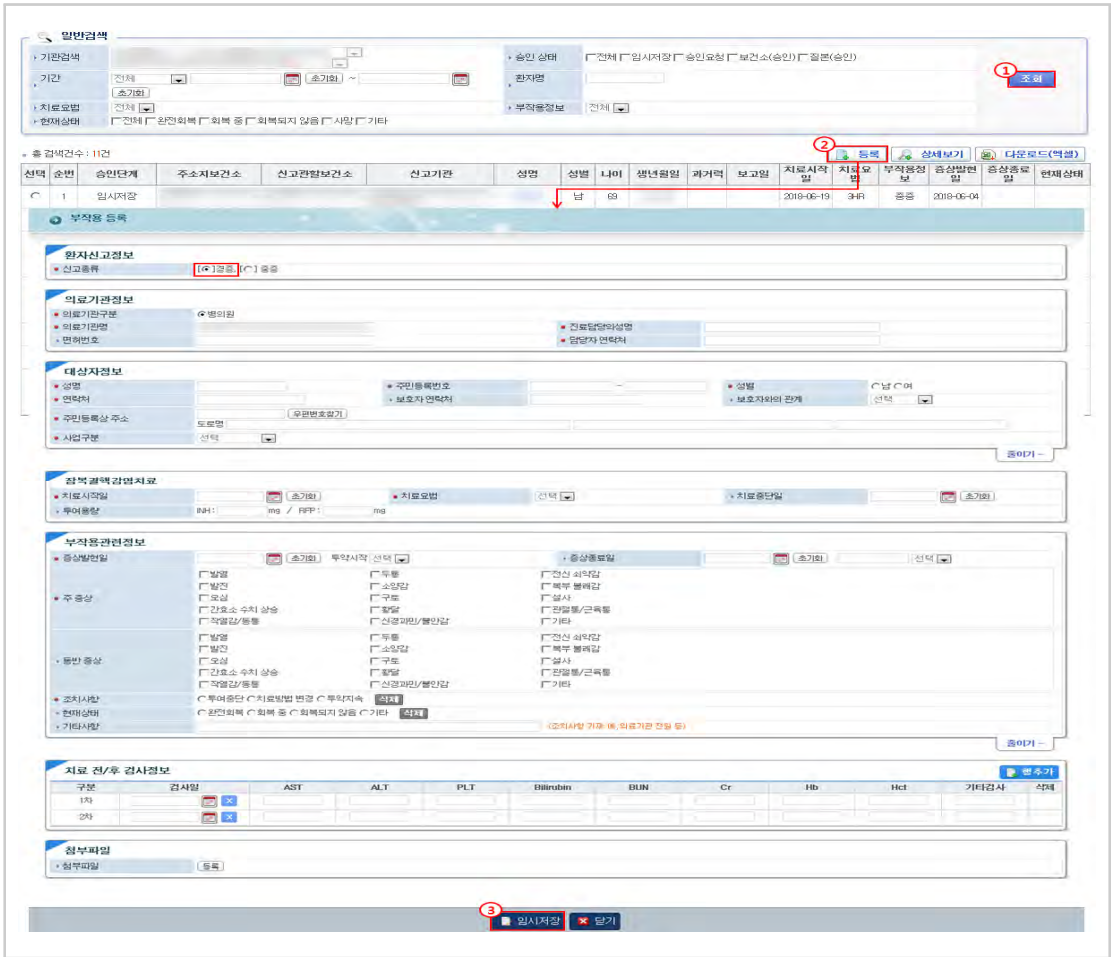 일반검색
기관검색 승인 상태 전체 임시저장 승인요청 보건소(승인) 질본(승인)
기간 전체 초기화 ~ 환자명 ① 조회
초기화
치료요법 전체 부작용정보 전체
현재상태 전체 완전회복 회복 중 회복되지 않음 사망 기타
총 검색건수 : 11건 ② 등록 상세보기 다운로드(엑셀)
선택 순번 승인단계 주소지보건소 신고관할보건소 신고기관 성명 성별 나이 생년월일 과거력 보고일 치료시작일 치료요법 부작용정보 증상발현일 증상종료일 현재상태
1 임시저장 남 69 2018-06-19 3HR 중증 2018-06-04
부작용 등록
환자신고정보
신고종류 [ ]경증, [ ] 중증
의료기관정보
의료기관구분 병의원
의료기관명 진료담당의성명
면허번호 담당자 연락처
대상자정보
성명 주민등록번호 - 성별 남 여
연락처 보호자 연락처 보호자와의 관계 선택
주민등록상 주소 우편번호찾기
도로명
사업구분 선택
줄이기 −
잠복결핵감염치료
치료시작일 초기화 치료요법 선택 치료중단일 초기화
투여용량 INH : mg / RFP : mg
부작용관련정보
증상발현일 초기화 투약시작 선택 증상종료일 초기화 선택
주 증상
발열 두통 전신 쇠약감
발진 소양감 복부 불쾌감
오심 구토 설사
간효소 수치 상승 황달 관절통/근육통
작열감/동통 신경과민/불안감 기타
동반 증상
발열 두통 전신 쇠약감
발진 소양감 복부 불쾌감
오심 구토 설사
간효소 수치 상승 황달 관절통/근육통
작열감/동통 신경과민/불안감 기타
조치사항 투여중단 치료방법 변경 투약지속 삭제
현재상태 완전회복 회복 중 회복되지 않음 기타 삭제
기타사항 (조치사항 기재: 예, 의료기관 전원 등)
줄이기 −
치료 전/후 검사정보 행추가
구분 검사일 AST ALT PLT Bilirubin BUN Cr Hb Hct 기타검사 삭제
1차
2차
첨부파일
첨부파일 등록
③ 임시저장 닫기